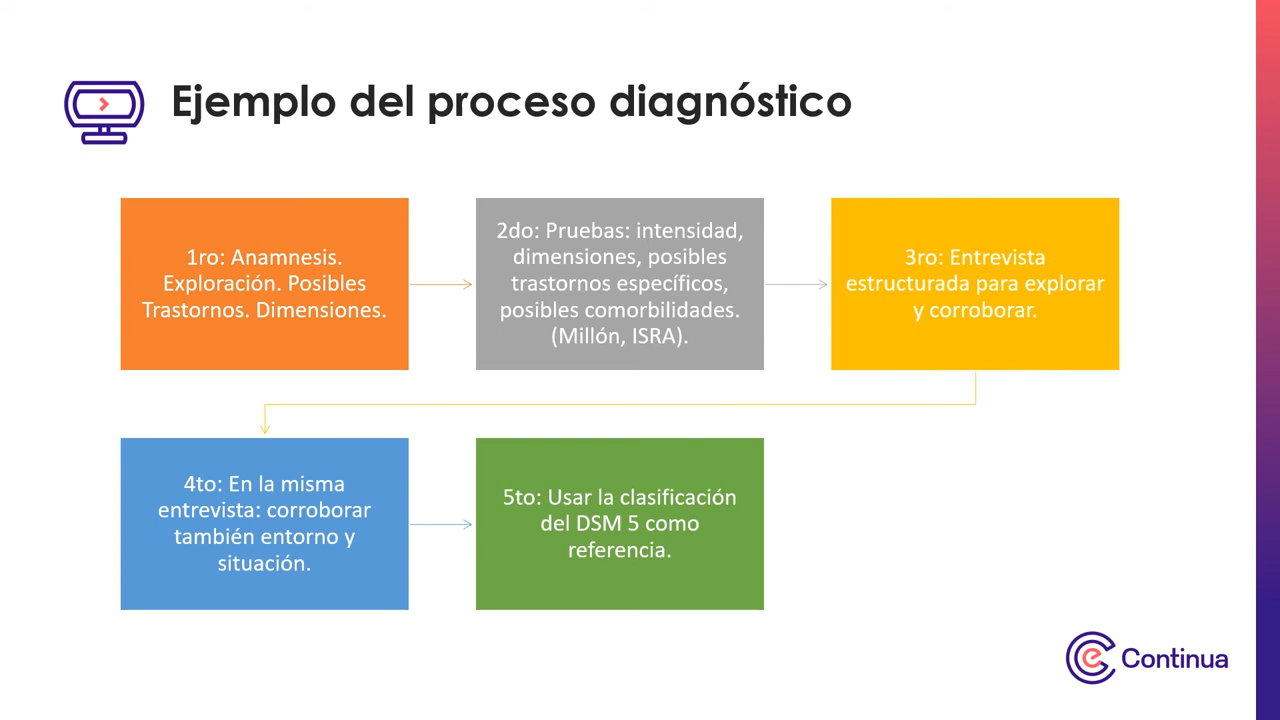 Ejemplo del proceso diagnóstico
1ro: Anamnesis.
Exploración. Posibles
Trastornos. Dimensiones.
2do: Pruebas: intensidad,
dimensiones, posibles
trastornos específicos,
posibles comorbilidades.
(Millón, ISRA).
3ro: Entrevista
estructurada para explorar
y corroborar.
4to: En la misma
entrevista: corroborar
también entorno y
situación.
5to: Usar la clasificación
del DSM 5 como
referencia.
Continua